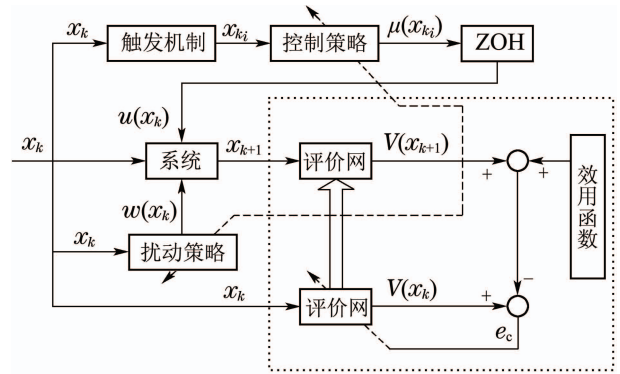 x_k 触发机制 x_{k_i} 控制策略 μ(x_{k_i}) ZOH
u(x_k)
x_k 系统 x_{k+1} 评价网 V(x_{k+1}) + + 效用函数
w(x_k)
x_k 扰动策略
x_k 评价网 V(x_k) + −
e_c